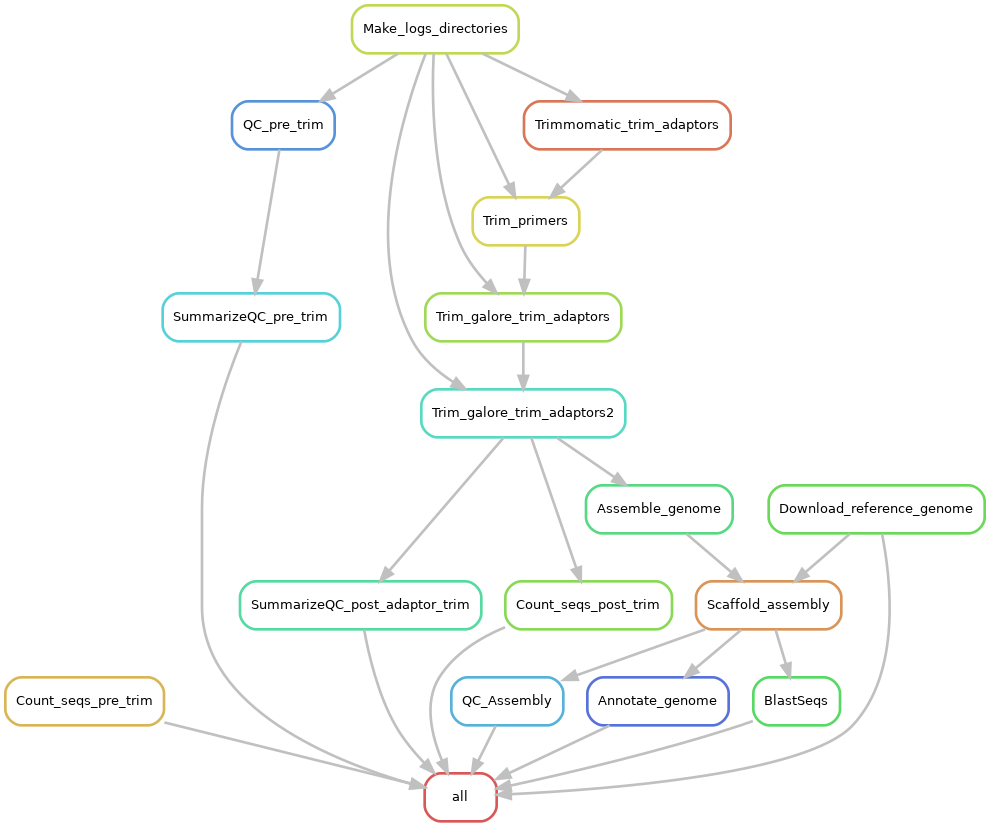 Make_logs_directories
QC_pre_trim
Trimmomatic_trim_adaptors
Trim_primers
SummarizeQC_pre_trim
Trim_galore_trim_adaptors
Trim_galore_trim_adaptors2
Assemble_genome
Download_reference_genome
SummarizeQC_post_adaptor_trim
Count_seqs_post_trim
Scaffold_assembly
Count_seqs_pre_trim
QC_Assembly
Annotate_genome
BlastSeqs
all